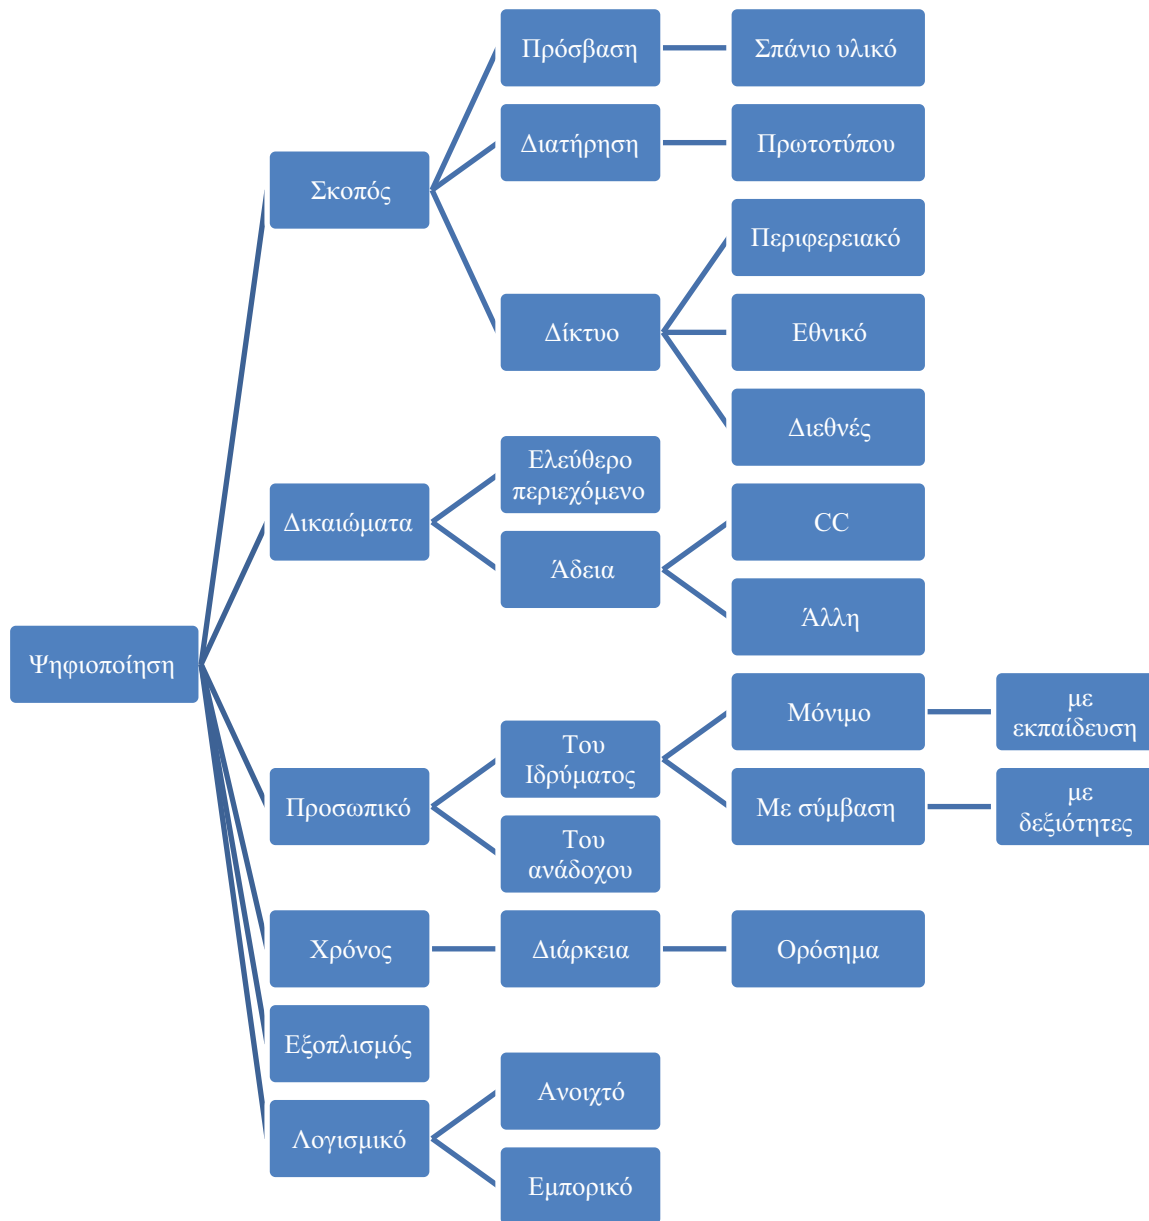 Ψηφιοποίηση
Σκοπός
Πρόσβαση
Σπάνιο υλικό
Διατήρηση
Πρωτοτύπου
Δίκτυο
Περιφερειακό
Εθνικό
Διεθνές
Δικαιώματα
Ελεύθερο
περιεχόμενο
Άδεια
CC
Άλλη
Προσωπικό
Του
Ιδρύματος
Μόνιμο
με
εκπαίδευση
Με σύμβαση
με
δεξιότητες
Του
ανάδοχου
Χρόνος
Διάρκεια
Ορόσημα
Εξοπλισμός
Λογισμικό
Ανοιχτό
Εμπορικό